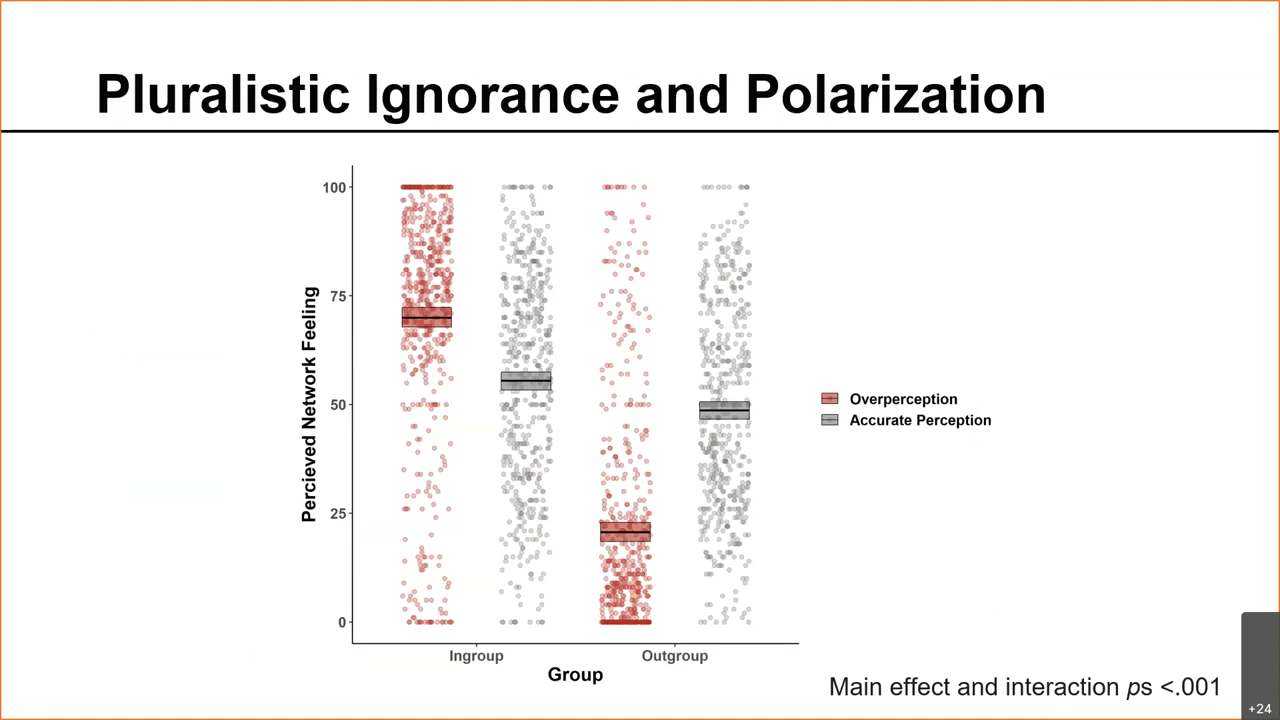 Pluralistic Ignorance and Polarization
100
75
50
25
0
Percieved Network Feeling
Ingroup
Outgroup
Group
Overperception
Accurate Perception
Main effect and interaction ps <.001
+24